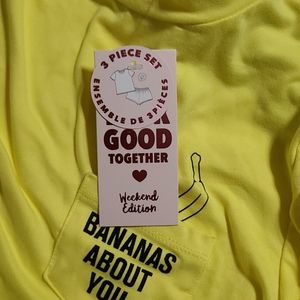 3 PIECE SET
ENSEMBLE DE 3 PIÈCES
GOOD
TOGETHER
Weekend
Edition
BANANAS
ABOUT
YOU